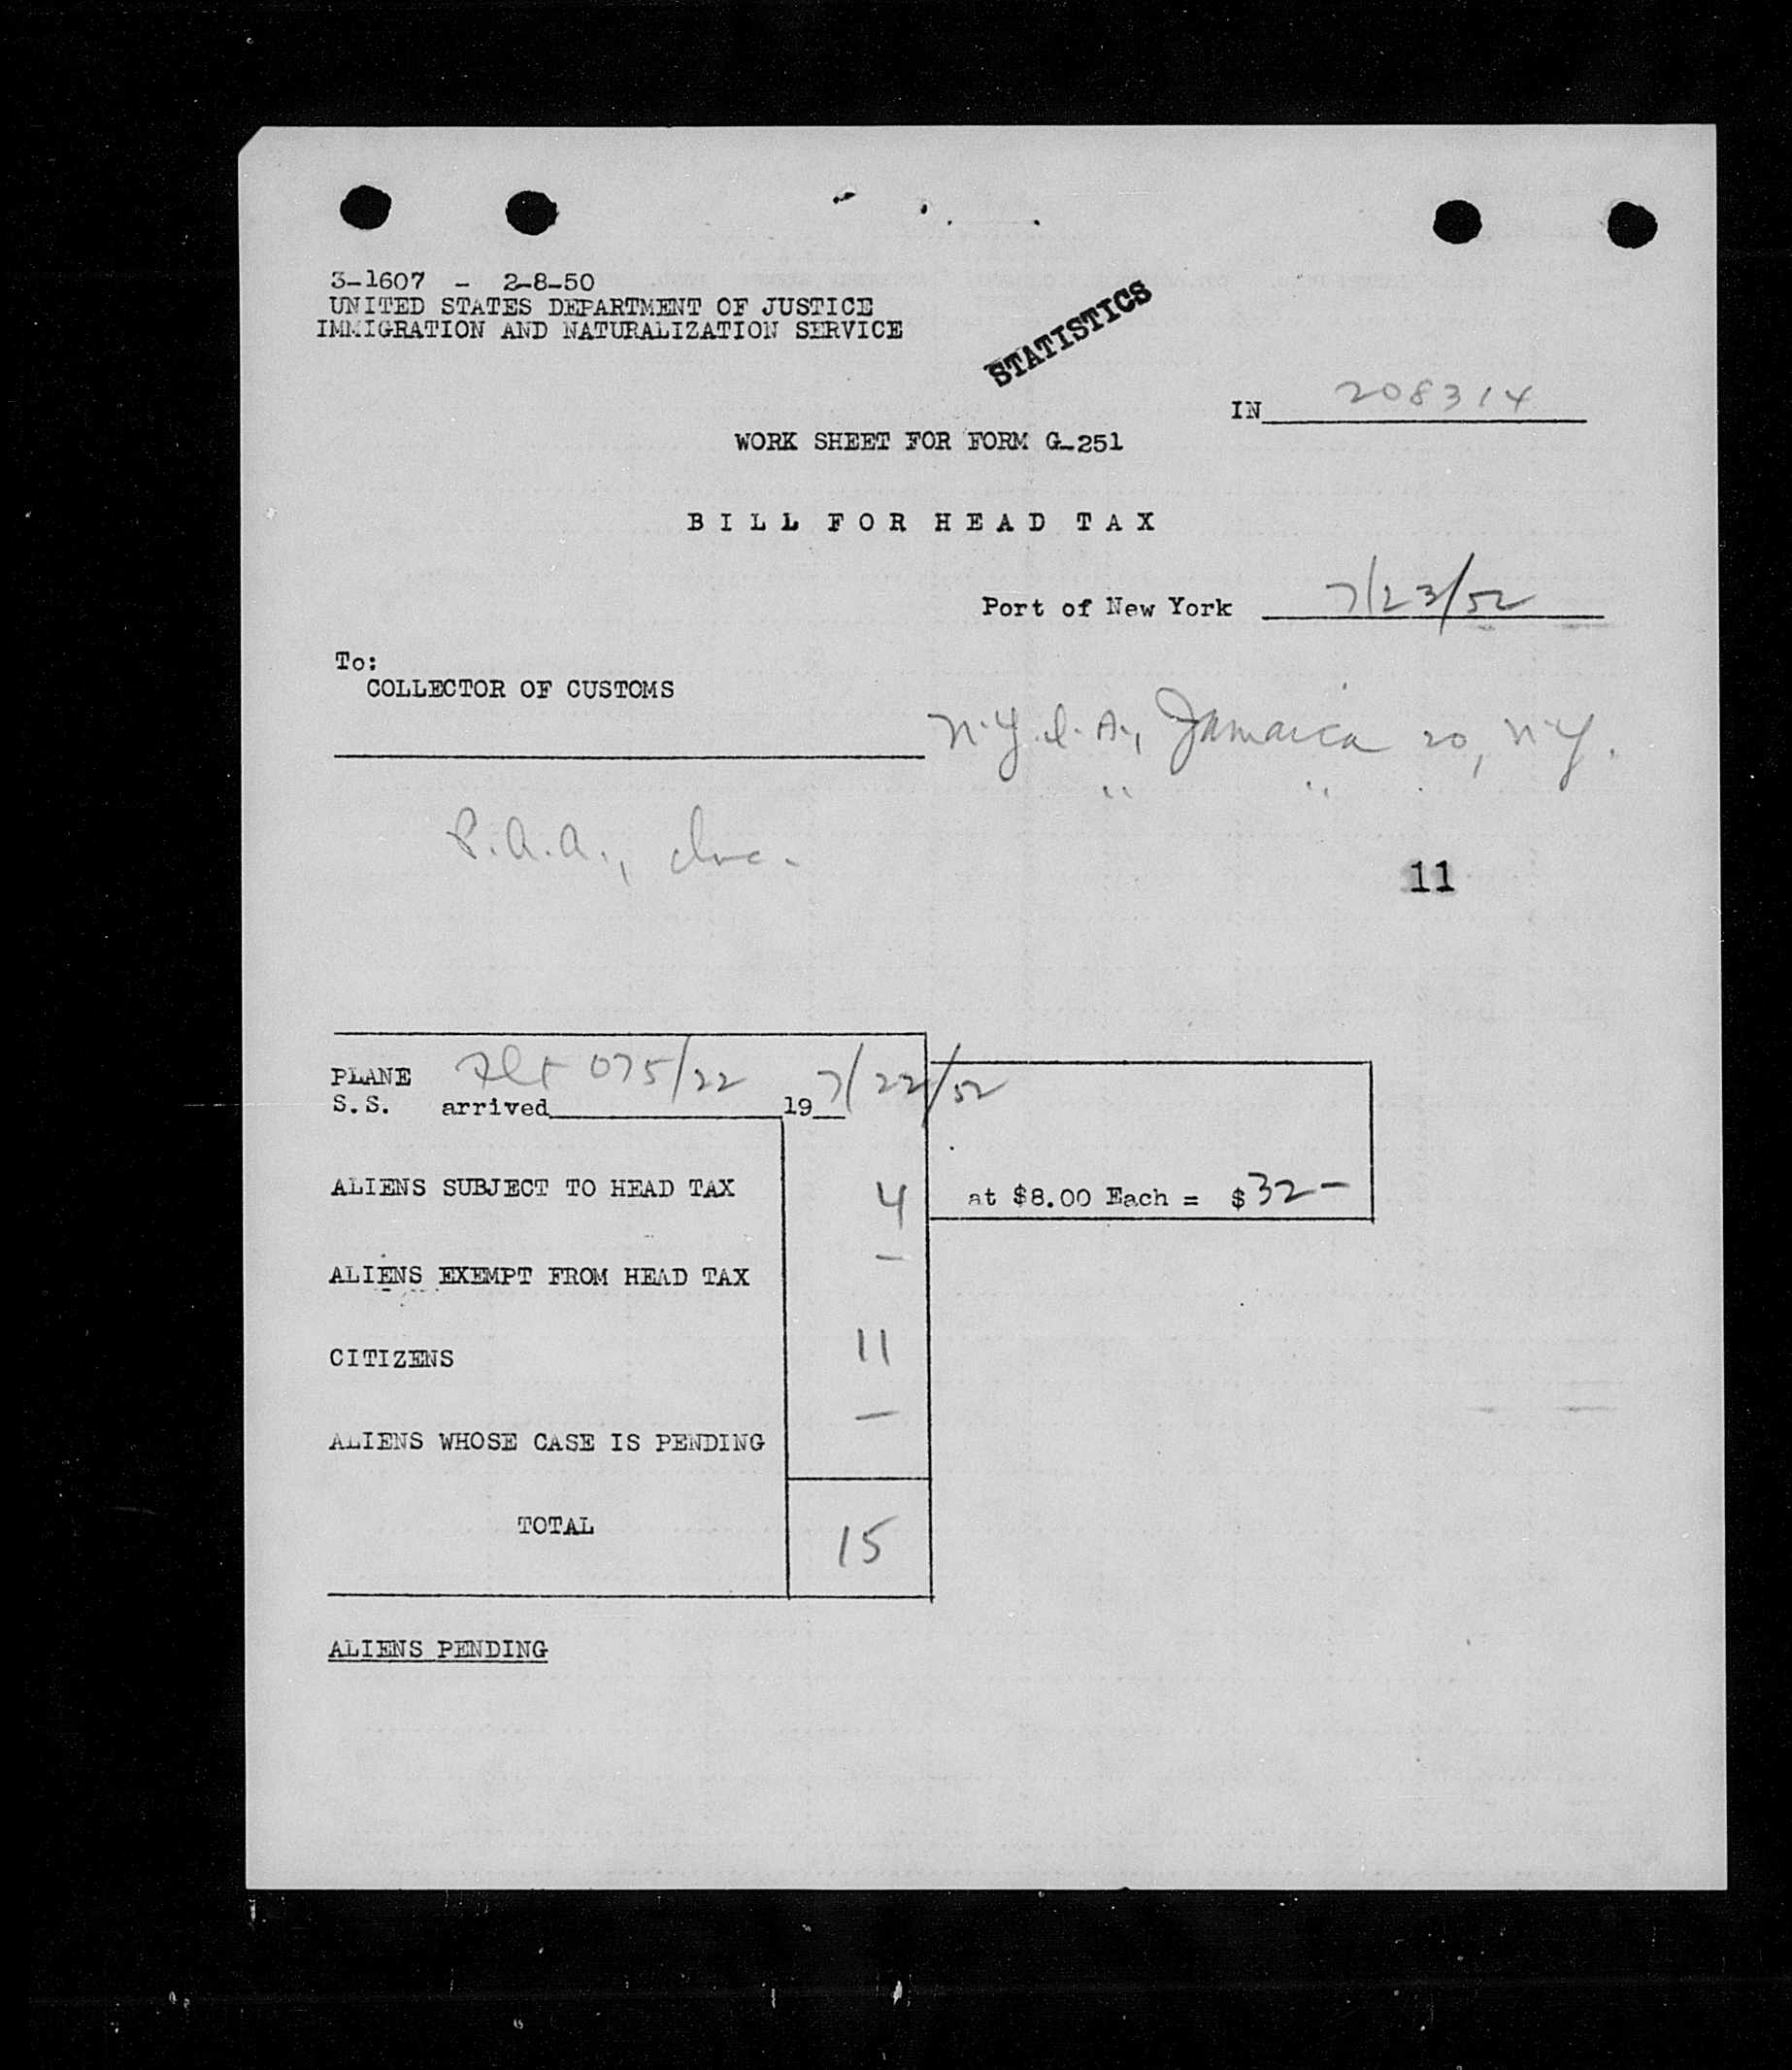 3-1607 - 2-8-50
UNITED STATES DEPARTMENT OF JUSTICE
IMMIGRATION AND NATURALIZATION SERVICE
STATISTICS
IN 208314
WORK SHEET FOR FORM G-251
BILL FOR HEAD TAX
Port of New York 7/23/52
To:
COLLECTOR OF CUSTOMS
N.Y.I.A., Jamaica 20, N.Y.
" "
P.A.A., Inc.
11
PLANE Flt 075/22 7/22/52
S.S. arrived 19
ALIENS SUBJECT TO HEAD TAX 4 at $8.00 Each = $32-
ALIENS EXEMPT FROM HEAD TAX -
CITIZENS 11
ALIENS WHOSE CASE IS PENDING -
TOTAL 15
ALIENS PENDING